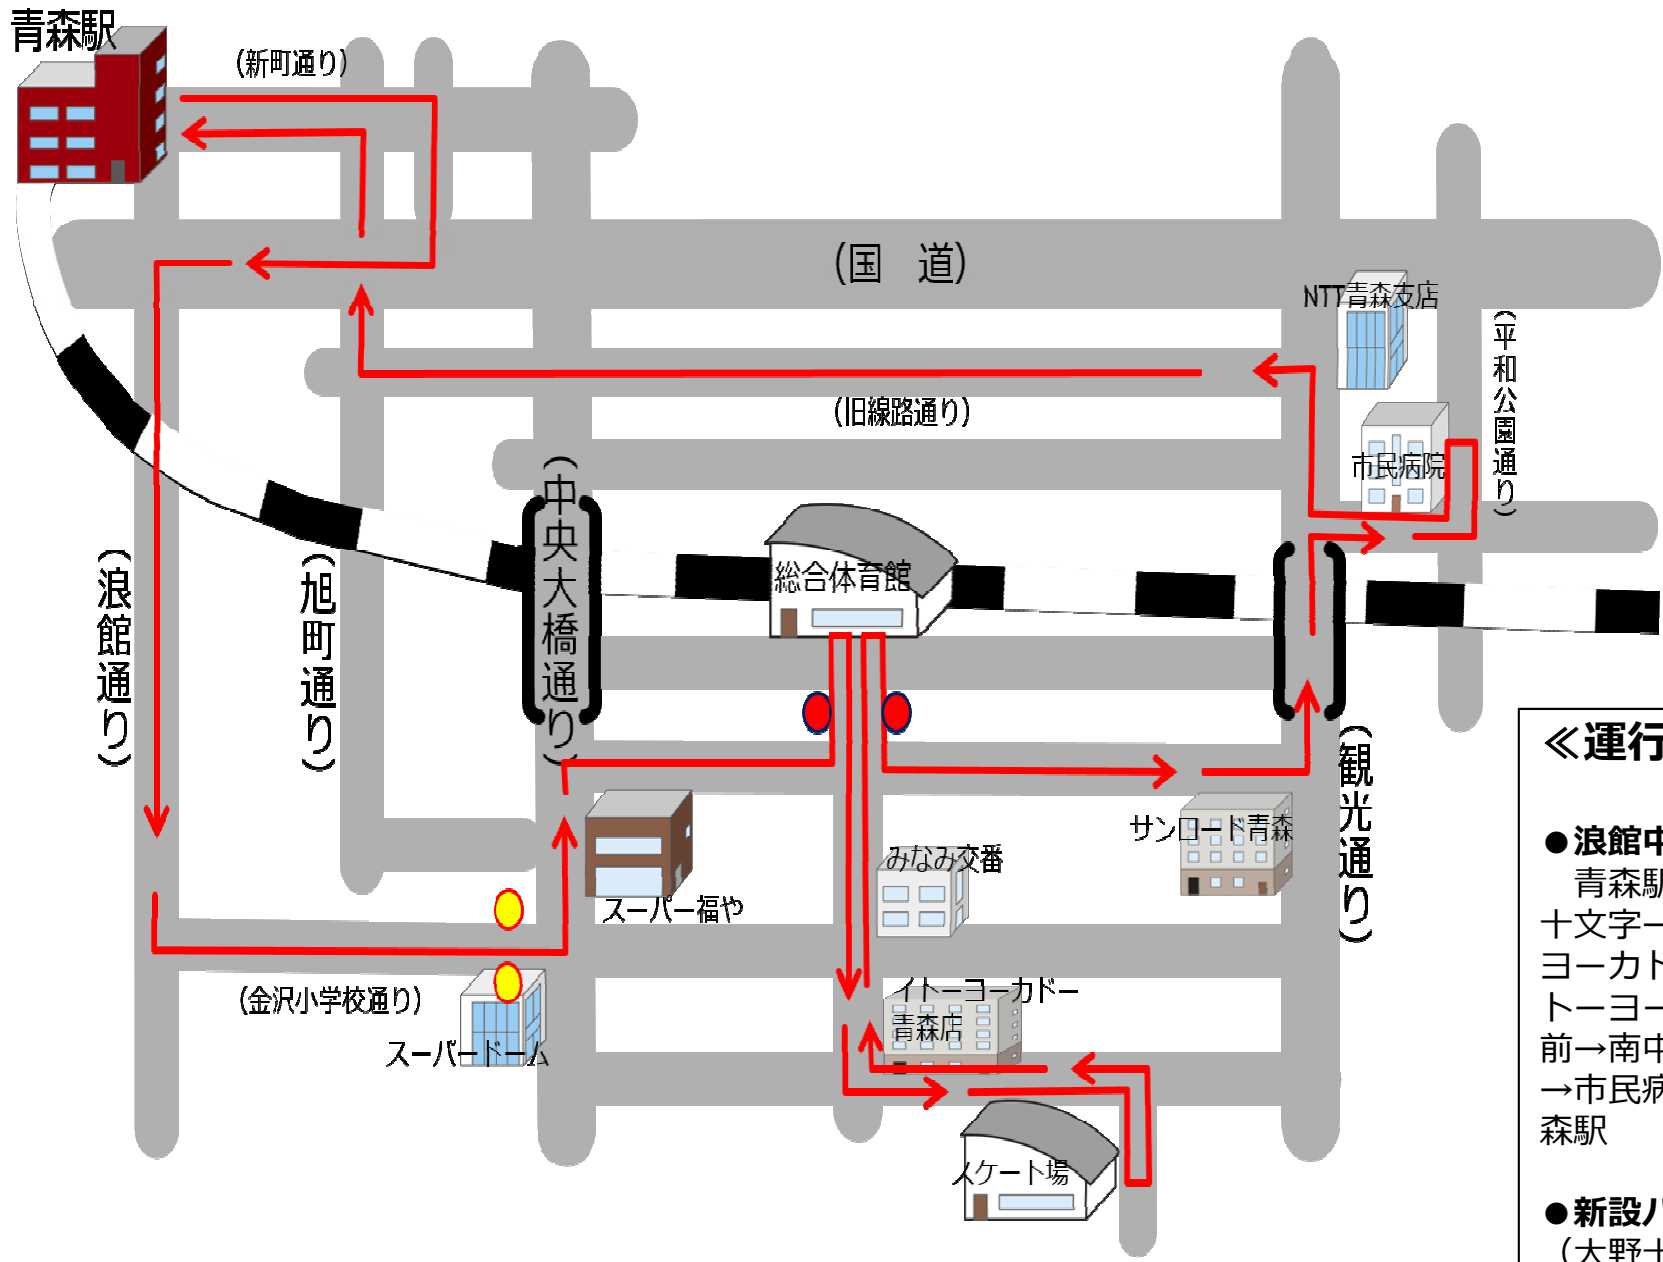 青森駅
(新町通り)
(国　道)
NTT青森支店
(平和公園通り)
(旧線路通り)
市民病院
(中央大橋通り)
総合体育館
(浪館通り)
(旭町通り)
(観光通り)
サンロード青森
みなみ交番
スーパー福や
(金沢小学校通り)
スーパードーム
イトーヨーカドー
青森店
スケート場
≪運行
●浪館中
青森駅
十文字→
ヨーカド
トーヨー
前→南中
→市民病
森駅
●新設バ
（大野十